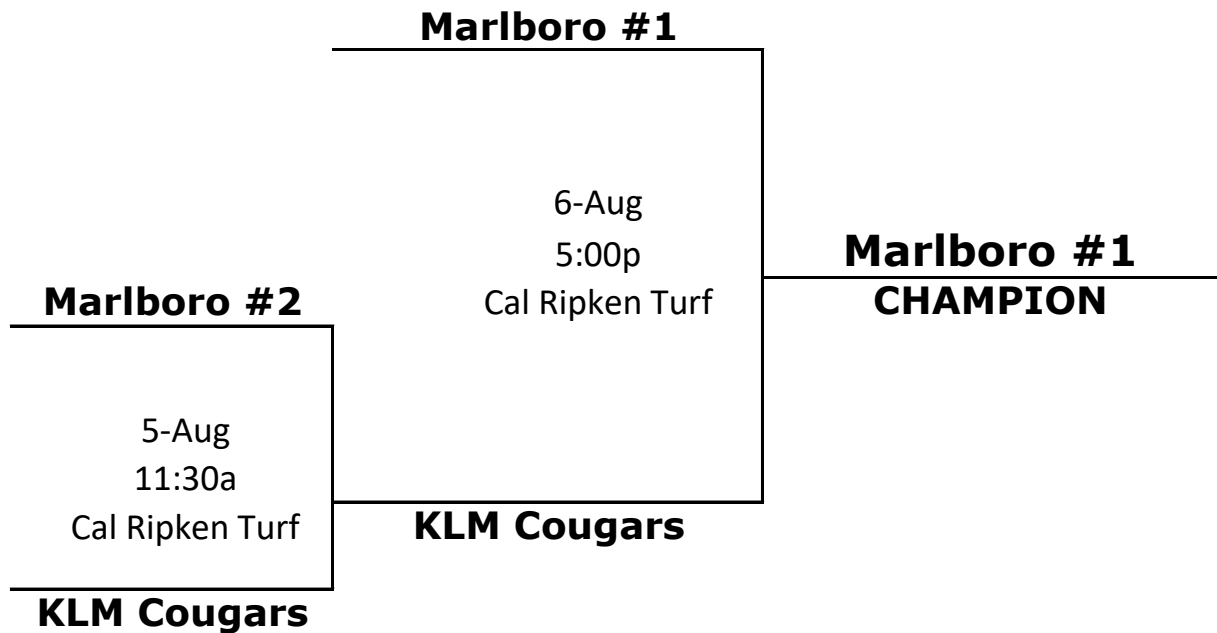 Marlboro #1
6-Aug
5:00p
Cal Ripken Turf
Marlboro #1
CHAMPION
Marlboro #2
5-Aug
11:30a
Cal Ripken Turf
KLM Cougars
KLM Cougars